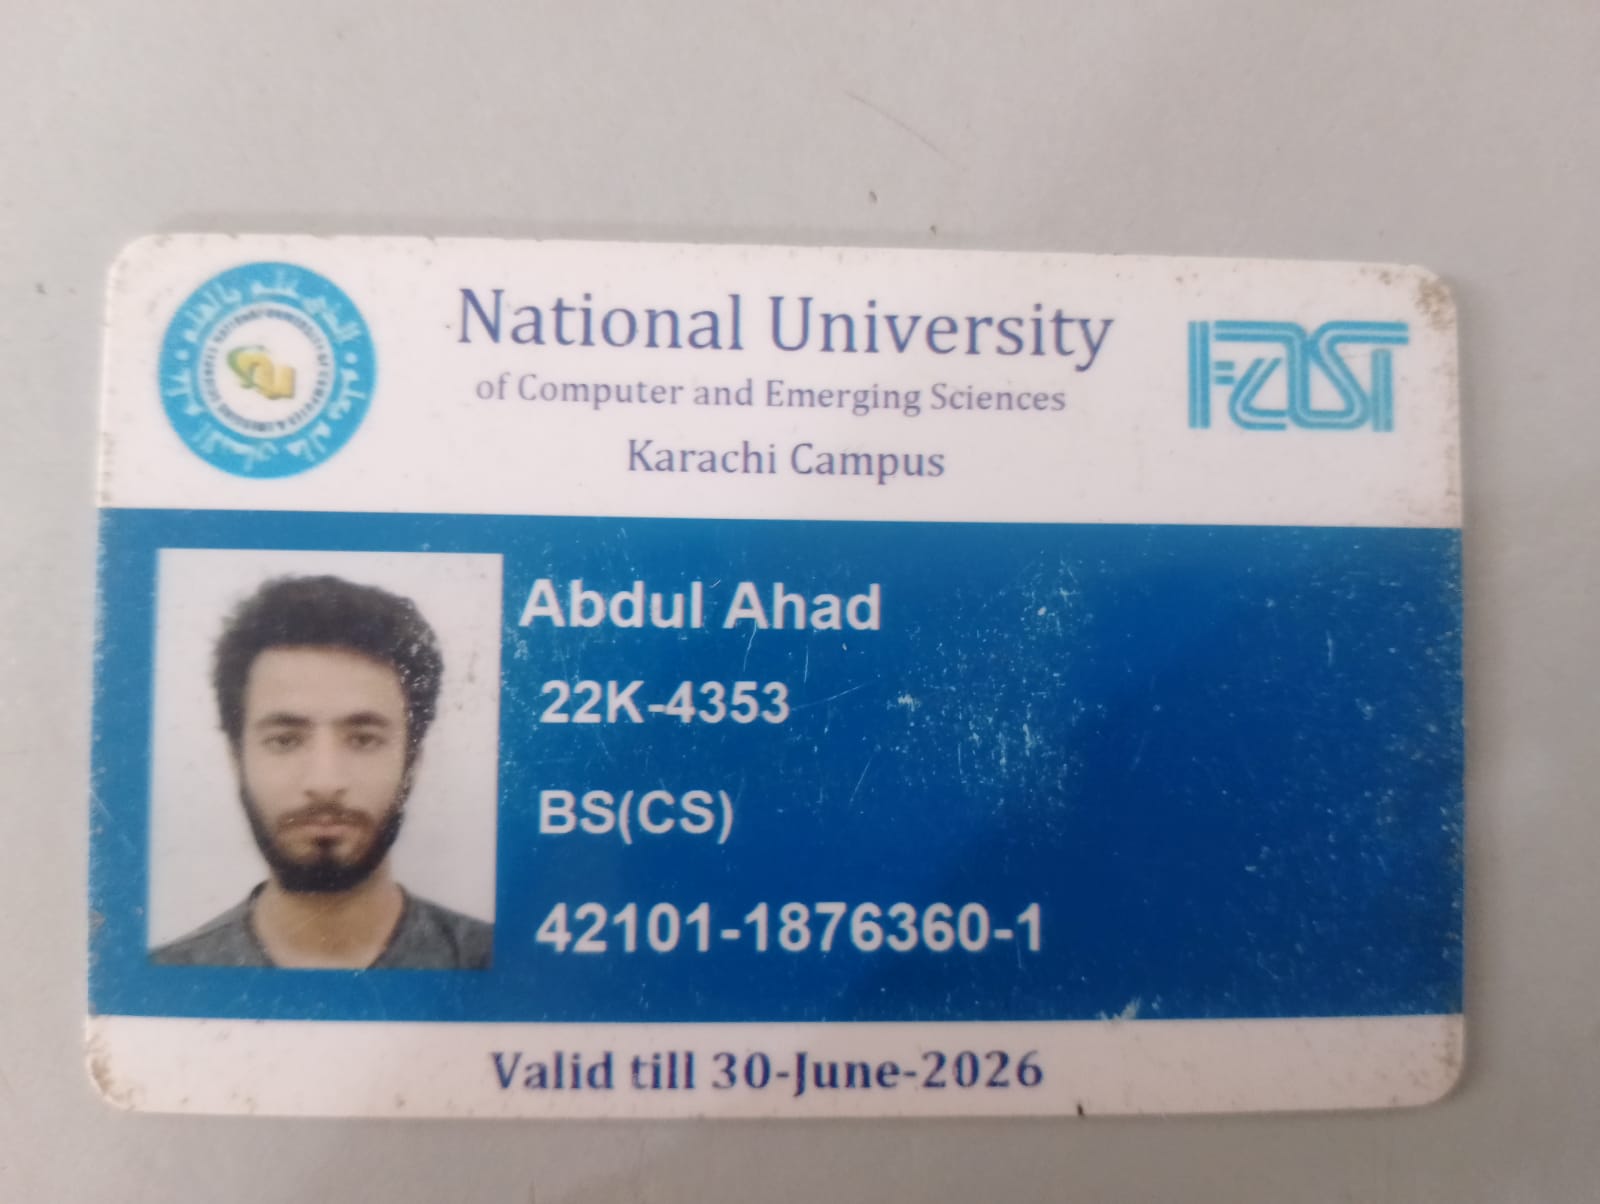 National University
of Computer and Emerging Sciences
Karachi Campus
FAST
Abdul Ahad
22K-4353
BS(CS)
42101-1876360-1
Valid till 30-June-2026